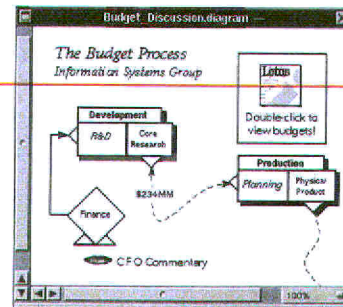 Budget_Discussion.diagram
The Budget Process
Information Systems Group
Lotus
Double-click to
view budgets!
Development
R&D
Core
Research
Production
Planning
Physical
Product
$234MM
Finance
CFO Commentary
100%